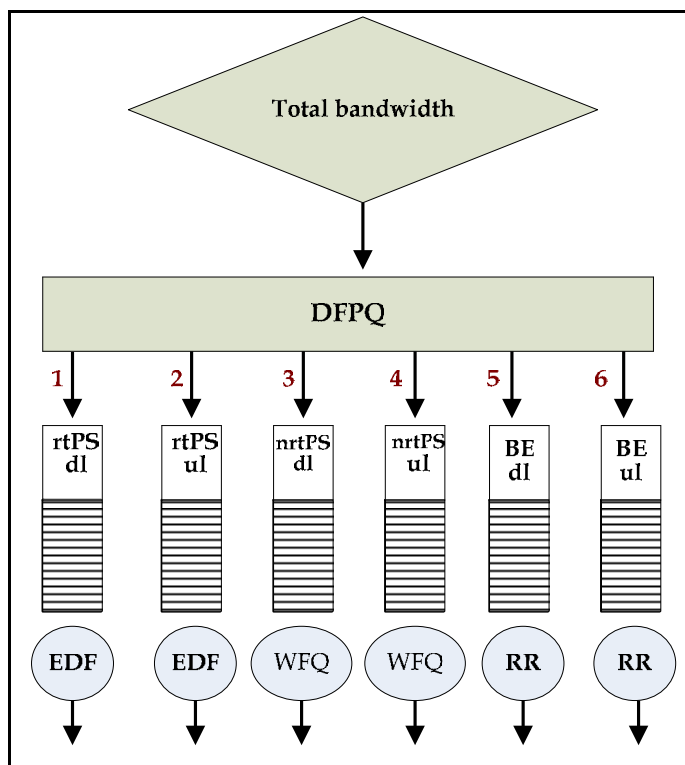 Total bandwidth
DFPQ
1 2 3 4 5 6
rtPS rtPS nrtPS nrtPS BE BE
dl ul dl ul dl ul
EDF EDF WFQ WFQ RR RR